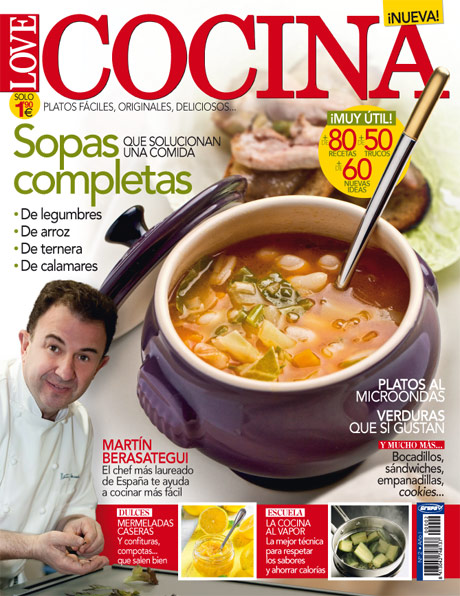 LOVE COCINA
¡NUEVA!
SOLO
1'90 €
PLATOS FÁCILES, ORIGINALES, DELICIOSOS...
Sopas QUE SOLUCIONAN
UNA COMIDA
completas
• De legumbres
• De arroz
• De ternera
• De calamares
¡MUY ÚTIL!
80 RECETAS
+ 50 TRUCOS
60 NUEVAS
IDEAS
PLATOS AL
MICROONDAS
VERDURAS
QUE SÍ GUSTAN
Y MUCHO MÁS...
Bocadillos,
sándwiches,
empanadillas,
cookies...
MARTÍN
BERASATEGUI
El chef más laureado
de España te ayuda
a cocinar más fácil
DULCES
MERMELADAS
CASERAS
Y confituras,
compotas...
que salen bien
ESCUELA
LA COCINA
AL VAPOR
La mejor técnica
para respetar
los sabores
y ahorrar calorías